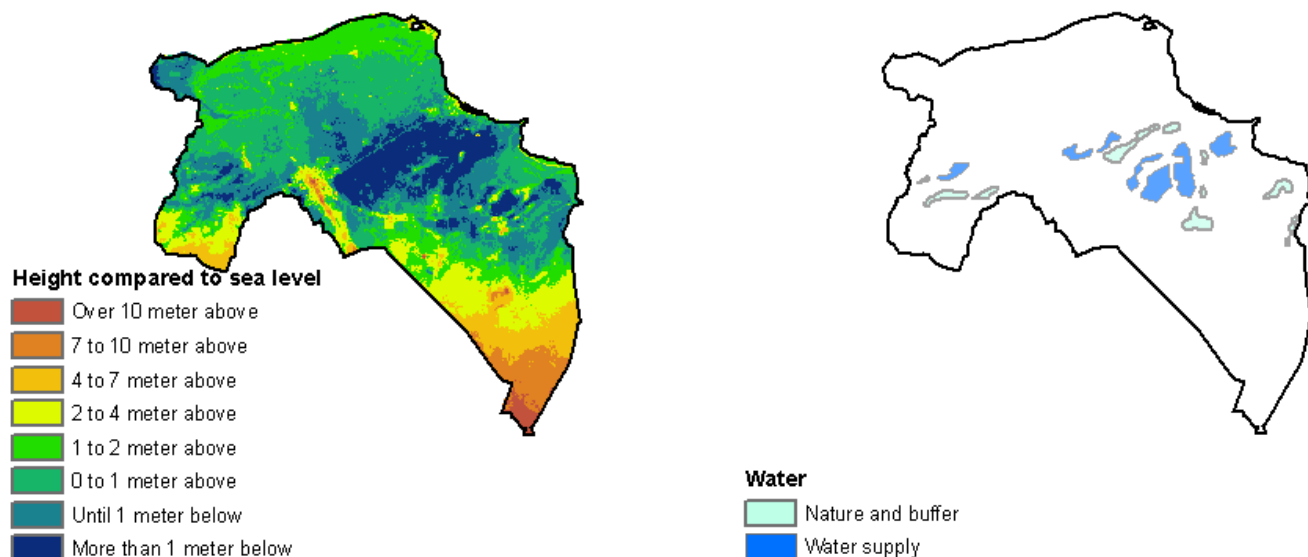 Height compared to sea level
Over 10 meter above
7 to 10 meter above
4 to 7 meter above
2 to 4 meter above
1 to 2 meter above
0 to 1 meter above
Until 1 meter below
More than 1 meter below
Water
Nature and buffer
Water supply